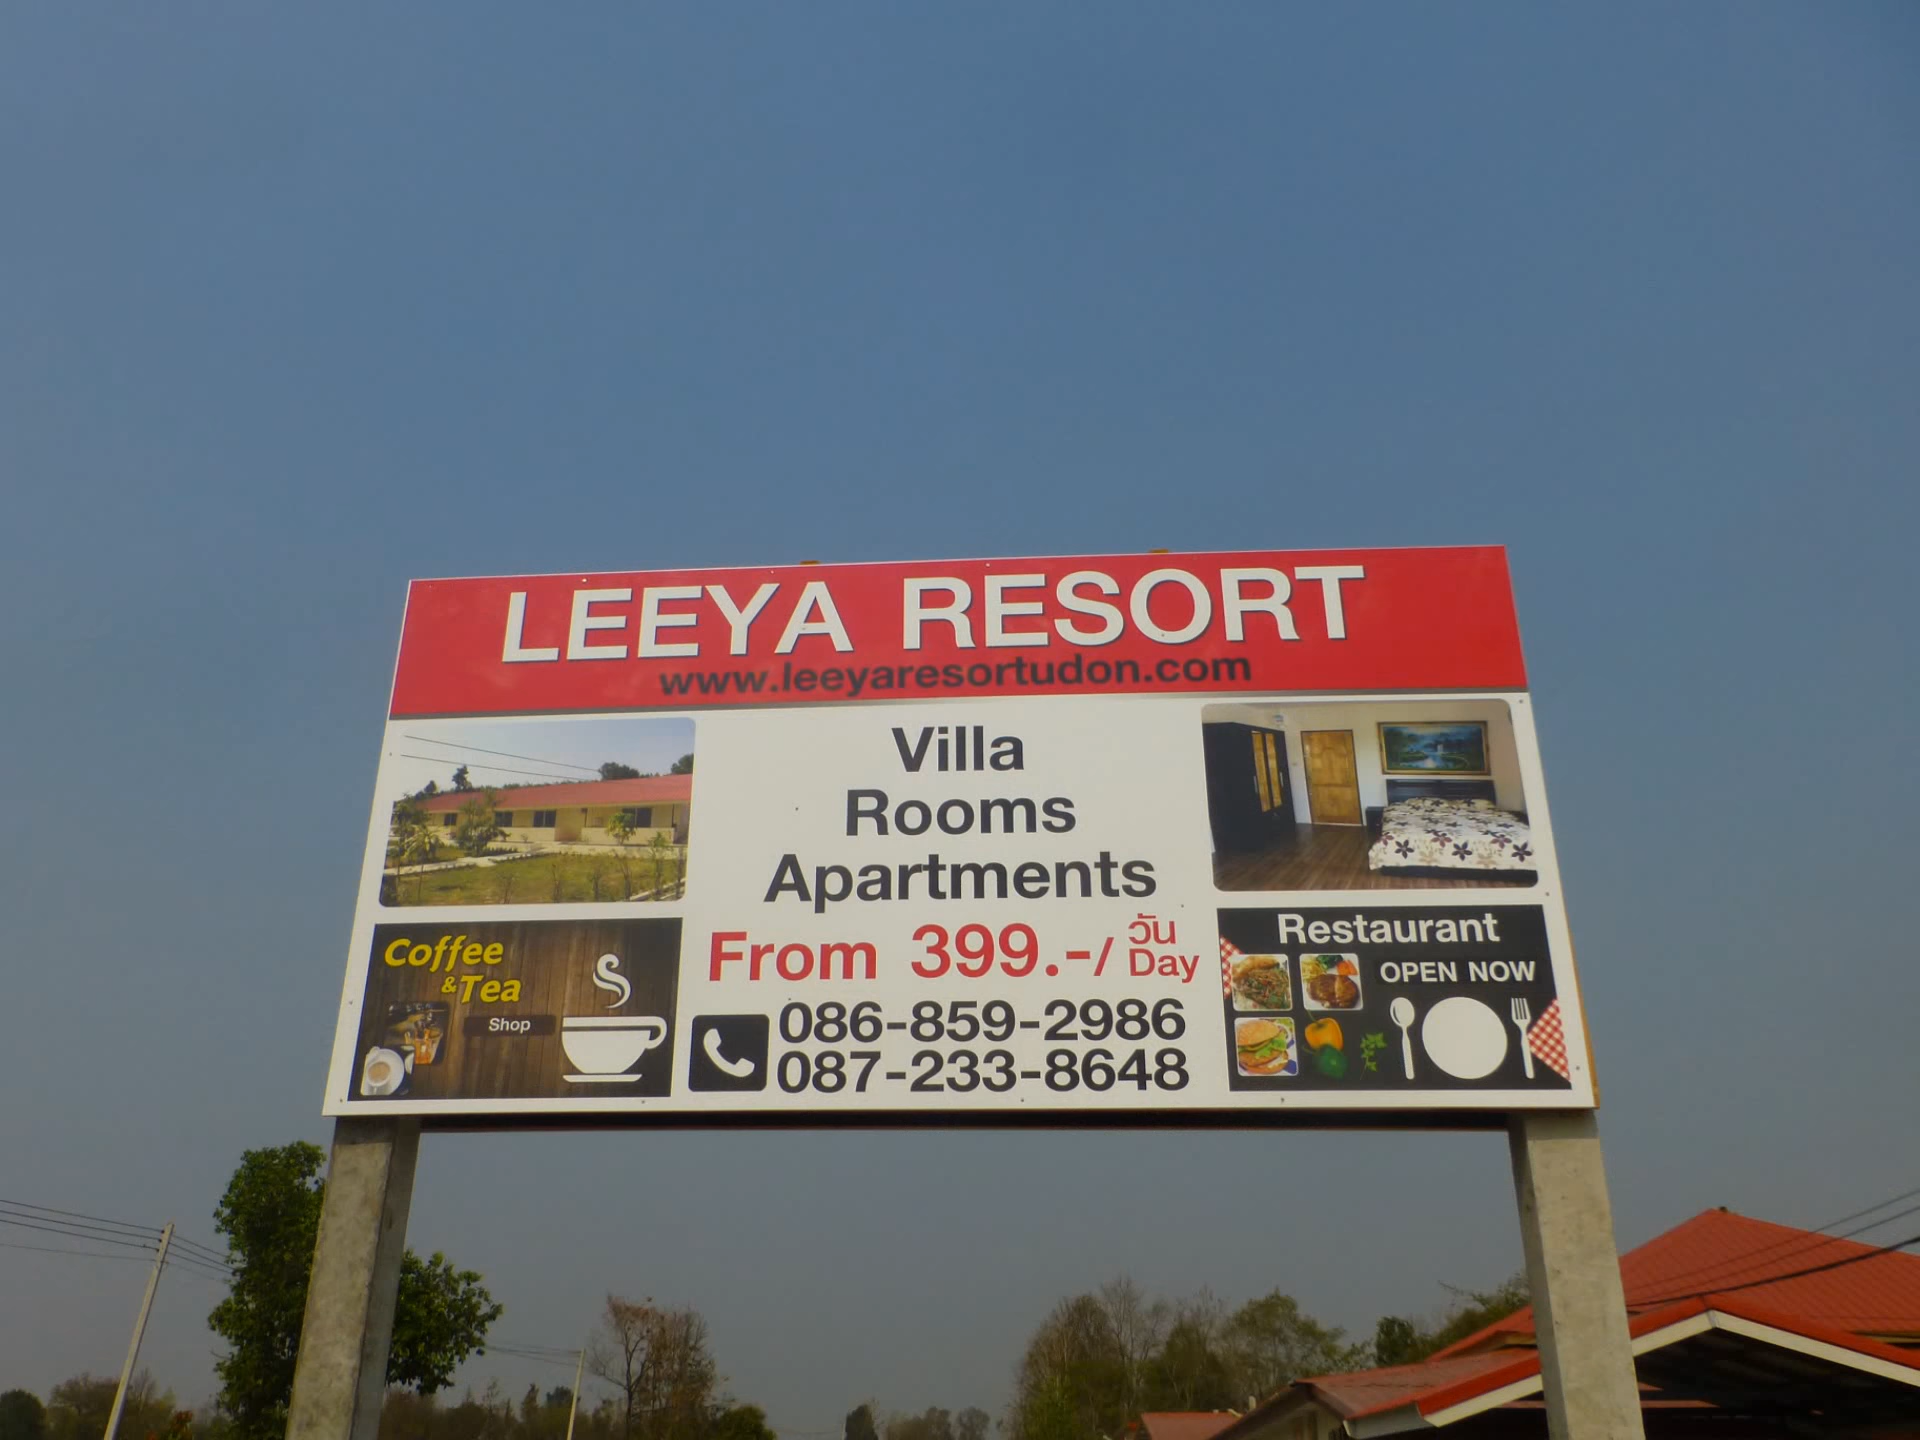 LEEYA RESORT
www.leeyaresortudon.com
Villa
Rooms
Apartments
From 399.-/ วัน Day
086-859-2986
087-233-8648
Coffee
& Tea
Shop
Restaurant
OPEN NOW